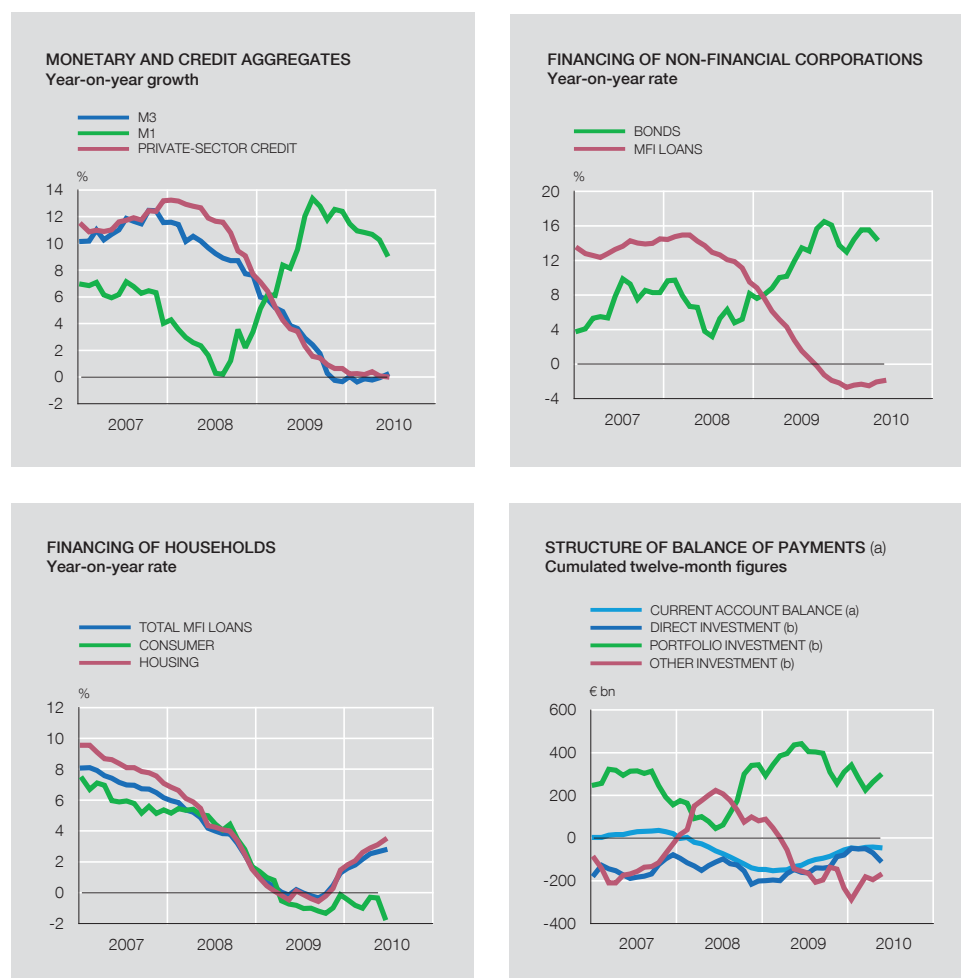 MONETARY AND CREDIT AGGREGATES
Year-on-year growth
M3
M1
PRIVATE-SECTOR CREDIT
%
14
12
10
8
6
4
2
0
-2
2007 2008 2009 2010
FINANCING OF NON-FINANCIAL CORPORATIONS
Year-on-year rate
BONDS
MFI LOANS
%
20
16
12
8
4
0
-4
2007 2008 2009 2010
FINANCING OF HOUSEHOLDS
Year-on-year rate
TOTAL MFI LOANS
CONSUMER
HOUSING
%
12
10
8
6
4
2
0
-2
2007 2008 2009 2010
STRUCTURE OF BALANCE OF PAYMENTS (a)
Cumulated twelve-month figures
CURRENT ACCOUNT BALANCE (a)
DIRECT INVESTMENT (b)
PORTFOLIO INVESTMENT (b)
OTHER INVESTMENT (b)
€ bn
600
400
200
0
-200
-400
2007 2008 2009 2010